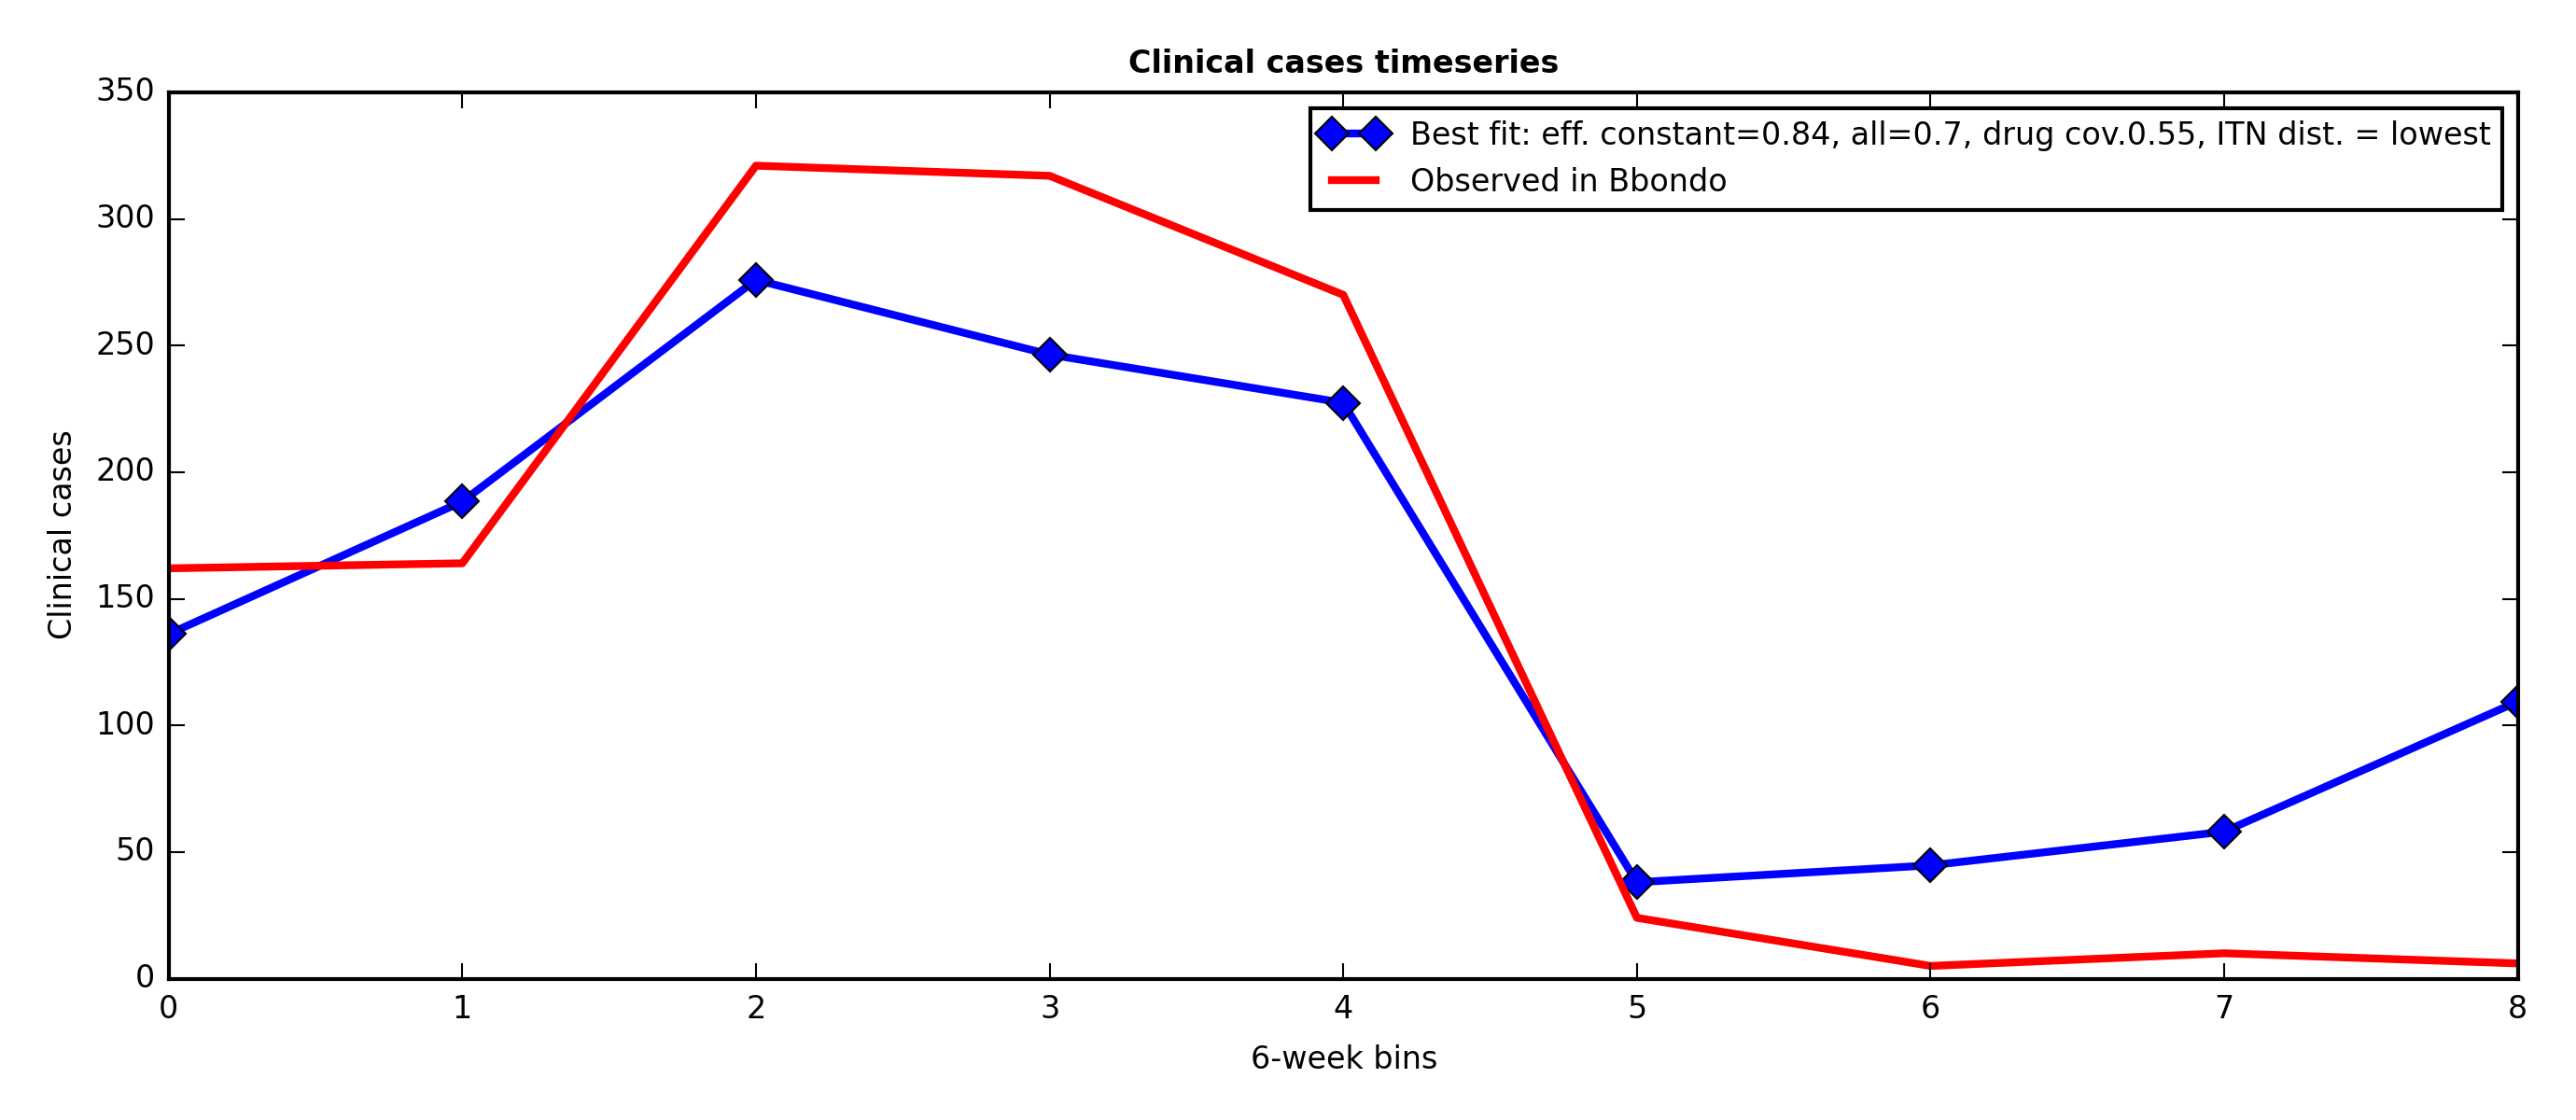 Clinical cases timeseries
350
300
250
200
150
100
50
0
Clinical cases
Best fit: eff. constant=0.84, all=0.7, drug cov.0.55, ITN dist. = lowest
Observed in Bbondo
0 1 2 3 4 5 6 7 8
6-week bins